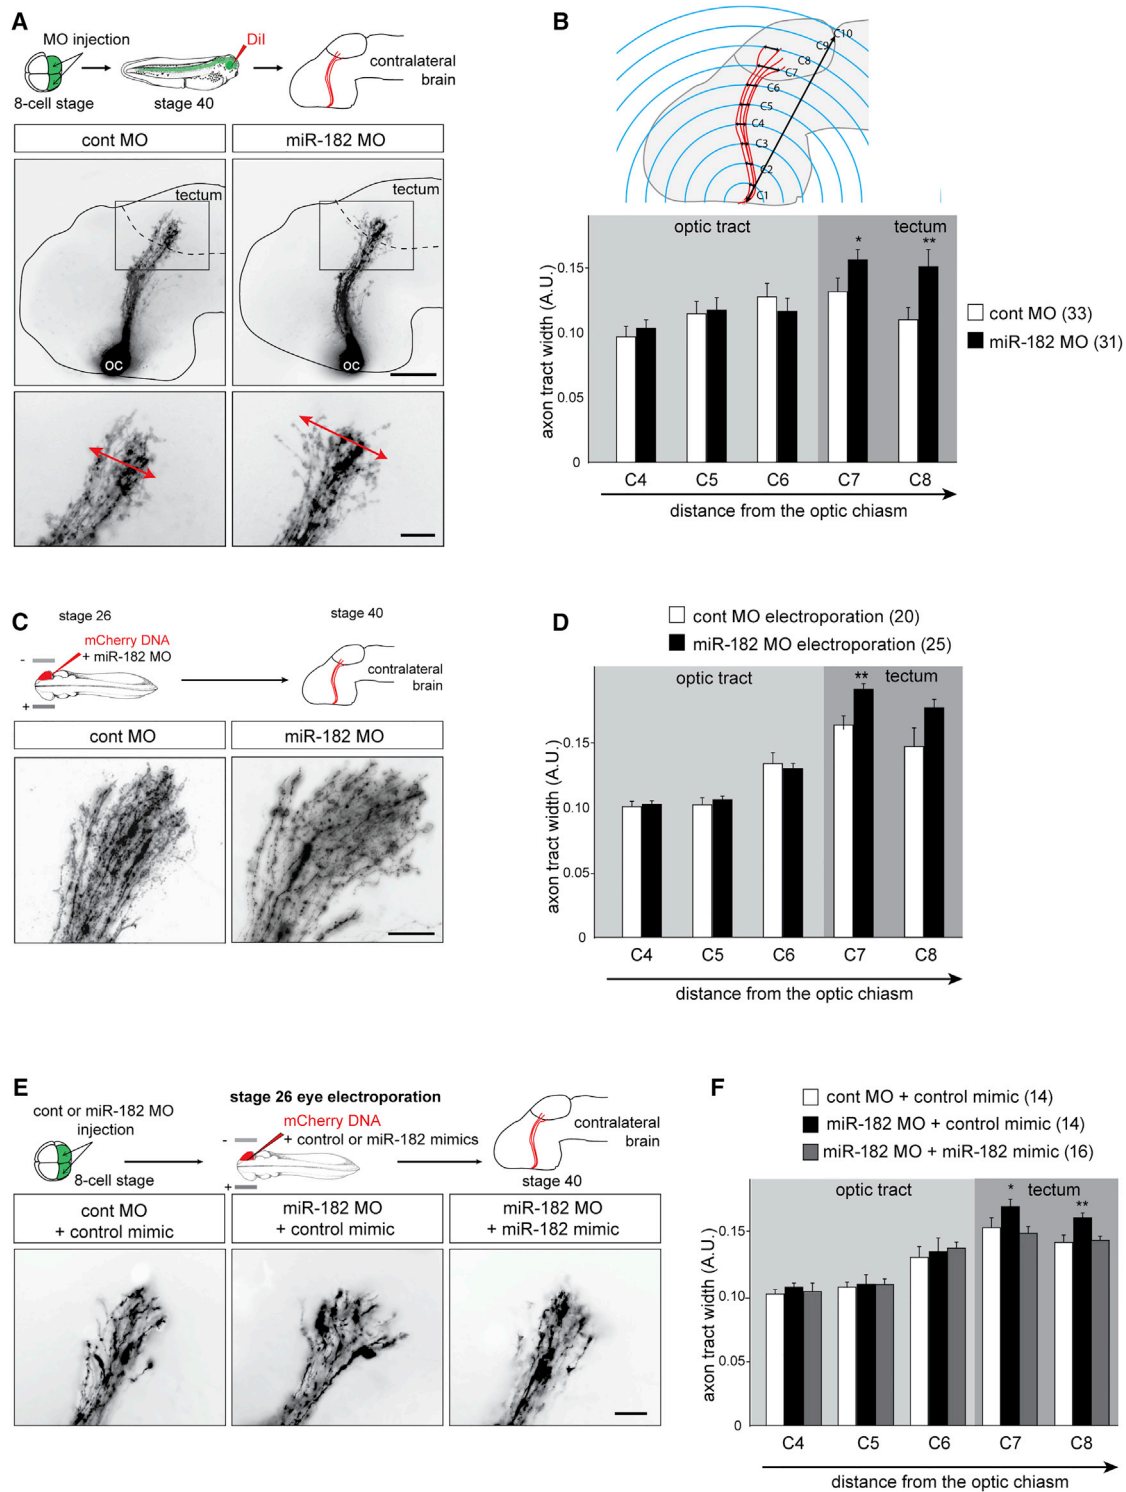 A
MO injection
DiI
8-cell stage
stage 40
contralateral
brain
cont MO
miR-182 MO
tectum
tectum
oc
oc
B
C10
C9
C8
C7
C6
C5
C4
C3
C2
C1
optic tract
tectum
*
**
axon tract width (A.U.)
0.15
0.10
0.05
0
C4
C5
C6
C7
C8
distance from the optic chiasm
cont MO (33)
miR-182 MO (31)
C
stage 26
stage 40
mCherry DNA
+ miR-182 MO
-
+
contralateral
brain
cont MO
miR-182 MO
D
cont MO electroporation (20)
miR-182 MO electroporation (25)
optic tract
tectum
**
axon tract width (A.U.)
0.15
0.10
0.05
0
C4
C5
C6
C7
C8
distance from the optic chiasm
E
cont or miR-182 MO
injection
8-cell stage
stage 26 eye electroporation
mCherry DNA
+ control or miR-182 mimics
-
+
contralateral
brain
stage 40
cont MO
+ control mimic
miR-182 MO
+ control mimic
miR-182 MO
+ miR-182 mimic
F
cont MO + control mimic (14)
miR-182 MO + control mimic (14)
miR-182 MO + miR-182 mimic (16)
optic tract
tectum
*
**
axon tract width (A.U.)
0.15
0.10
0.05
0
C4
C5
C6
C7
C8
distance from the optic chiasm